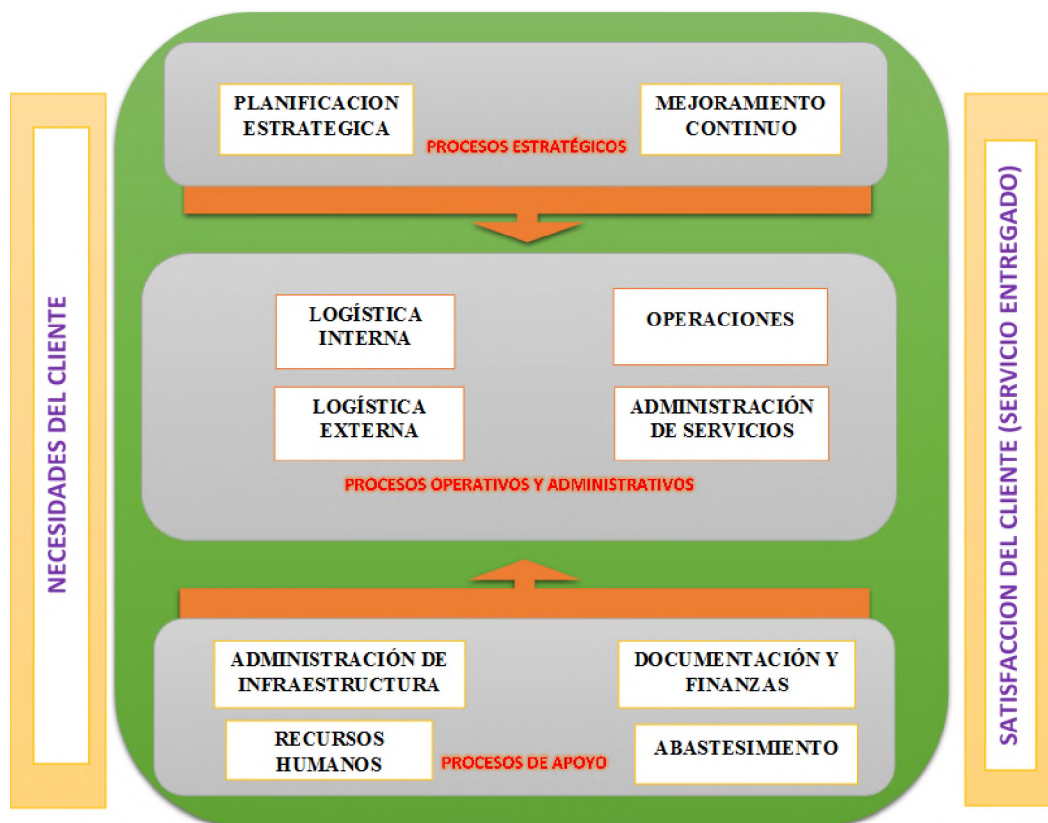 NECESIDADES DEL CLIENTE
PLANIFICACION
ESTRATEGICA
MEJORAMIENTO
CONTINUO
PROCESOS ESTRATÉGICOS
LOGÍSTICA
INTERNA
OPERACIONES
LOGÍSTICA
EXTERNA
ADMINISTRACIÓN
DE SERVICIOS
PROCESOS OPERATIVOS Y ADMINISTRATIVOS
ADMINISTRACIÓN DE
INFRAESTRUCTURA
DOCUMENTACIÓN Y
FINANZAS
RECURSOS
HUMANOS
ABASTESIMIENTO
PROCESOS DE APOYO
SATISFACCION DEL CLIENTE (SERVICIO ENTREGADO)